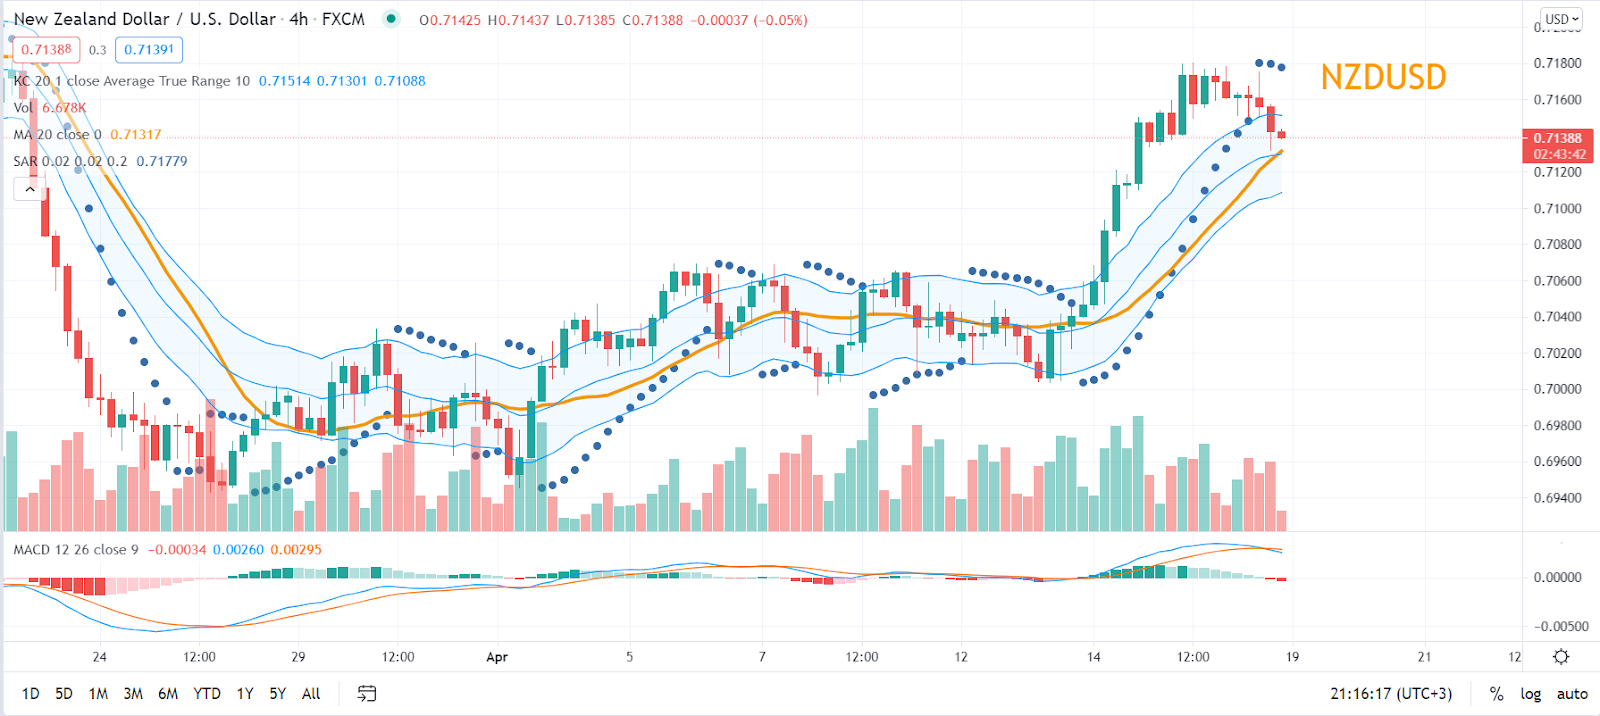 New Zealand Dollar / U.S. Dollar · 4h · FXCM O0.71425 H0.71437 L0.71385 C0.71388 −0.00037 (−0.05%)
0.71388 0.3 0.71391
KC 20 1 close Average True Range 10 0.71514 0.71301 0.71088
Vol 6.678K
MA 20 close 0 0.71317
SAR 0.02 0.02 0.2 0.71779
NZDUSD
USD
0.72000
0.71800
0.71600
0.71388
02:43:42
0.71200
0.71000
0.70800
0.70600
0.70400
0.70200
0.70000
0.69800
0.69600
0.69400
MACD 12 26 close 9 −0.00034 0.00260 0.00295
0.00000
−0.00500
24 12:00 29 12:00 Apr 5 7 12:00 12 14 12:00 19 21 12
1D 5D 1M 3M 6M YTD 1Y 5Y All 21:16:17 (UTC+3) % log auto